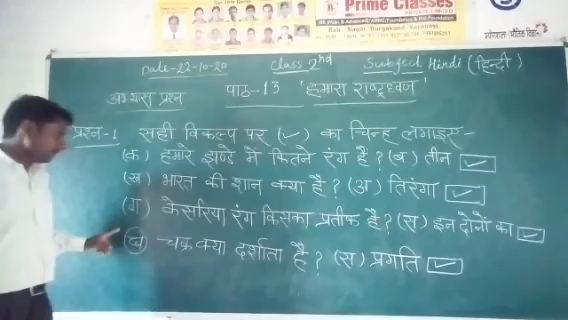 Prime Classes
Date-22-10-20 Class 2nd Subject Hindi (हिन्दी)
अभ्यास प्रश्न पाठ-13 'हमारा राष्ट्रध्वज'
प्रश्न-1 सही विकल्प पर (✓) का चिन्ह लगाइए-
(क) हमारे झण्डे में कितने रंग है? (ब) तीन ✓
(ख) भारत की शान क्या है? (अ) तिरंगा ✓
(ग) केसरिया रंग किसका प्रतीक है? (स) इन दोनों का ✓
(घ) चक्र क्या दर्शाता है? (स) प्रगति ✓